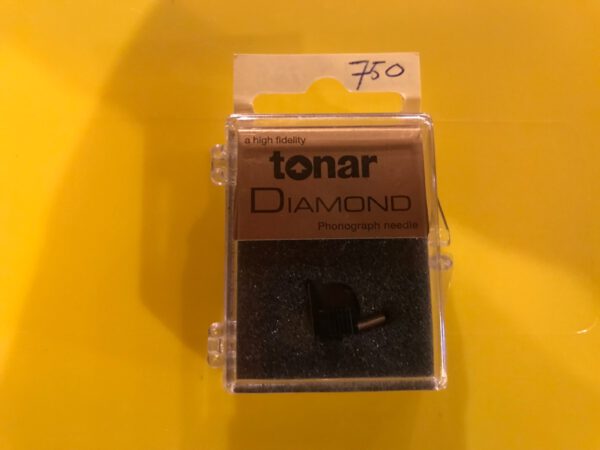 750
a high fidelity
tonar
DIAMOND
Phonograph needle